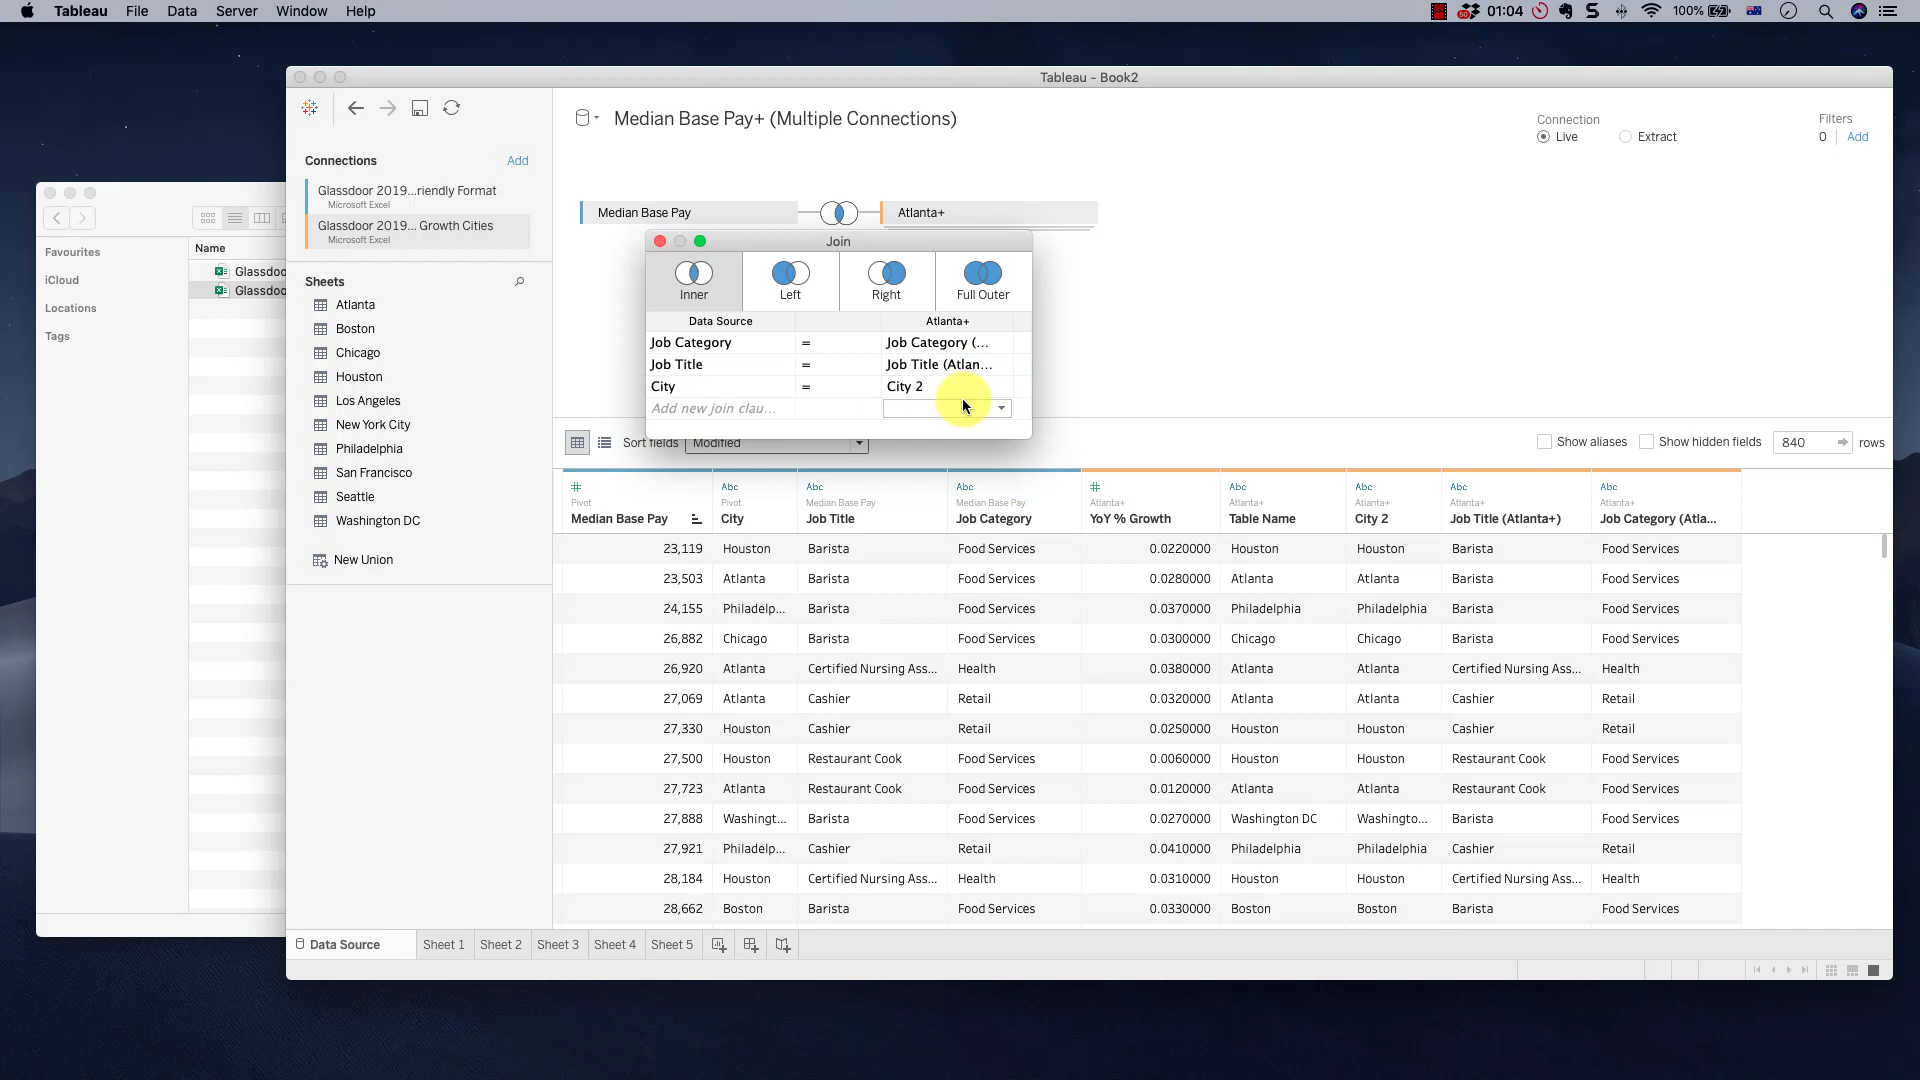 Tableau File Data Server Window Help
01:04 100%
Tableau - Book2
Median Base Pay+ (Multiple Connections)
Connection
Live Extract
Filters
0 Add
Connections Add
Glassdoor 2019...riendly Format
Microsoft Excel
Glassdoor 2019... Growth Cities
Microsoft Excel
Median Base Pay
Atlanta+
Favourites
iCloud
Locations
Tags
Name
Glassdoo
Glassdoo
Sheets
Atlanta
Boston
Chicago
Houston
Los Angeles
New York City
Philadelphia
San Francisco
Seattle
Washington DC
New Union
Join
Inner Left Right Full Outer
Data Source Atlanta+
Job Category = Job Category (...
Job Title = Job Title (Atlan...
City = City 2
Add new join clau...
Sort fields Modified
Show aliases Show hidden fields 840 rows
# Abc Abc Abc # Abc Abc Abc Abc
Pivot Pivot Median Base Pay Median Base Pay Atlanta+ Atlanta+ Atlanta+ Atlanta+ Atlanta+
Median Base Pay City Job Title Job Category YoY % Growth Table Name City 2 Job Title (Atlanta+) Job Category (Atla...
23,119 Houston Barista Food Services 0.0220000 Houston Houston Barista Food Services
23,503 Atlanta Barista Food Services 0.0280000 Atlanta Atlanta Barista Food Services
24,155 Philadelp... Barista Food Services 0.0370000 Philadelphia Philadelphia Barista Food Services
26,882 Chicago Barista Food Services 0.0300000 Chicago Chicago Barista Food Services
26,920 Atlanta Certified Nursing Ass... Health 0.0380000 Atlanta Atlanta Certified Nursing Ass... Health
27,069 Atlanta Cashier Retail 0.0320000 Atlanta Atlanta Cashier Retail
27,330 Houston Cashier Retail 0.0250000 Houston Houston Cashier Retail
27,500 Houston Restaurant Cook Food Services 0.0060000 Houston Houston Restaurant Cook Food Services
27,723 Atlanta Restaurant Cook Food Services 0.0120000 Atlanta Atlanta Restaurant Cook Food Services
27,888 Washingt... Barista Food Services 0.0270000 Washington DC Washingto... Barista Food Services
27,921 Philadelp... Cashier Retail 0.0410000 Philadelphia Philadelphia Cashier Retail
28,184 Houston Certified Nursing Ass... Health 0.0310000 Houston Houston Certified Nursing Ass... Health
28,662 Boston Barista Food Services 0.0330000 Boston Boston Barista Food Services
Data Source Sheet 1 Sheet 2 Sheet 3 Sheet 4 Sheet 5